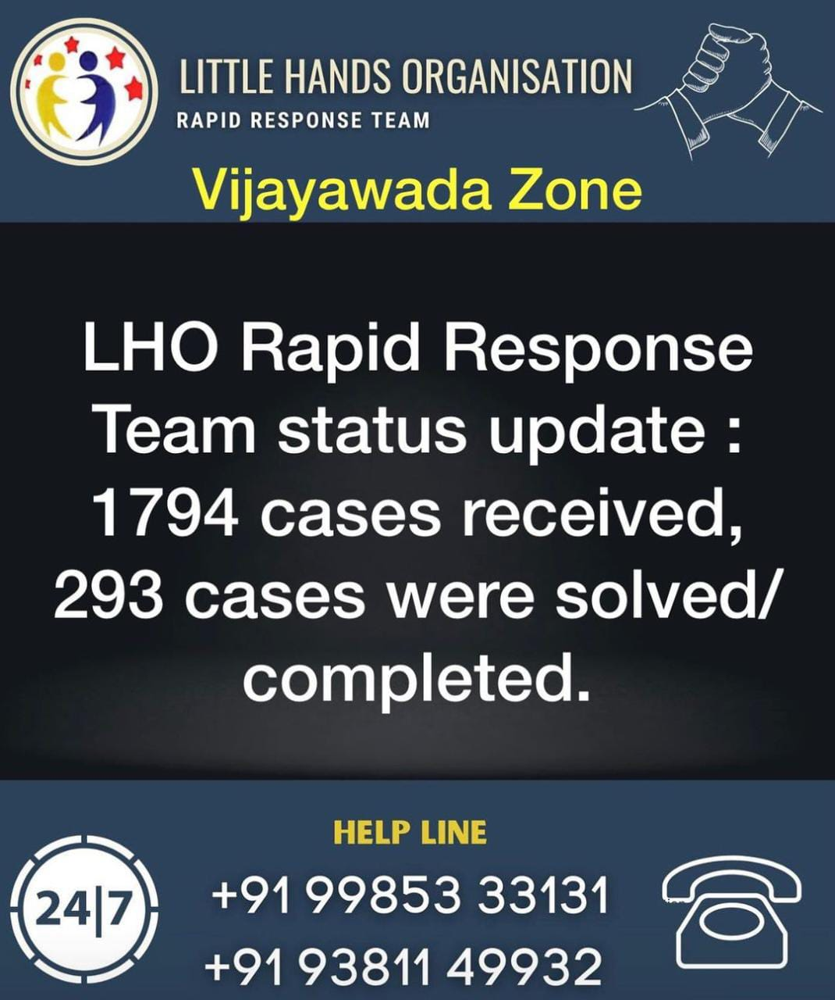 LITTLE HANDS ORGANISATION
RAPID RESPONSE TEAM
Vijayawada Zone
LHO Rapid Response
Team status update :
1794 cases received,
293 cases were solved/
completed.
HELP LINE
24|7
+91 99853 33131
+91 93811 49932